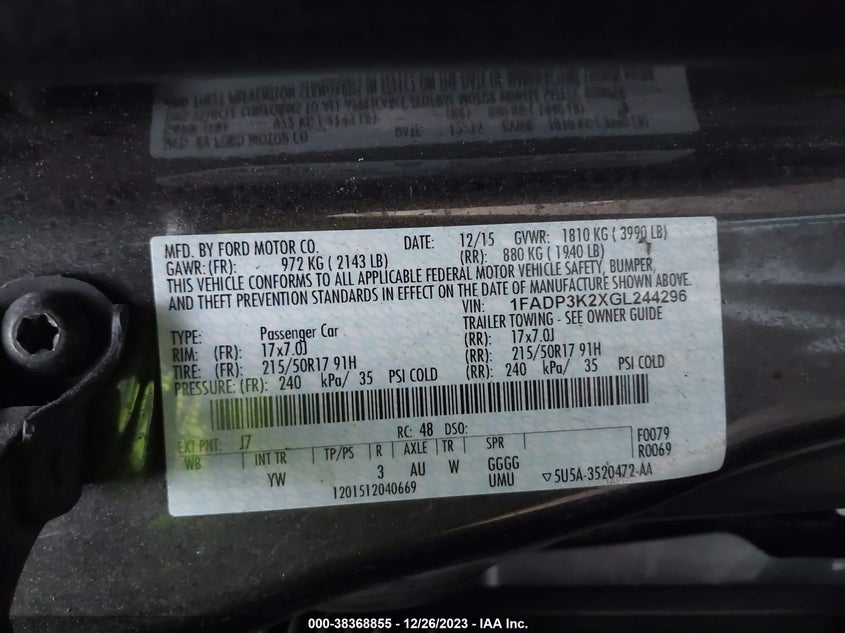 MFD. BY FORD MOTOR CO. DATE: 12/15 GVWR: 1810 KG ( 3990 LB)
GAWR:(FR): 972 KG ( 2143 LB) (RR): 880 KG ( 1940 LB)
THIS VEHICLE CONFORMS TO ALL APPLICABLE FEDERAL MOTOR VEHICLE SAFETY, BUMPER,
AND THEFT PREVENTION STANDARDS IN EFFECT ON THE DATE OF MANUFACTURE SHOWN ABOVE.
VIN: 1FADP3K2XGL244296
TYPE: Passenger Car TRAILER TOWING - SEE OWNER GUIDE
RIM: (FR): 17x7.0J (RR): 17x7.0J
TIRE: (FR): 215/50R17 91H (RR): 215/50R17 91H
PRESSURE: (FR): 240 kPa/ 35 PSI COLD (RR): 240 kPa/ 35 PSI COLD
EXT PNT: J7 RC: 48 DSO: F0079
WB INT TR TP/PS R AXLE TR SPR R0069
YW 3 AU W GGGG
UMU ▽5U5A-3520472-AA
1201512040669
000-38368855 - 12/26/2023 - IAA Inc.